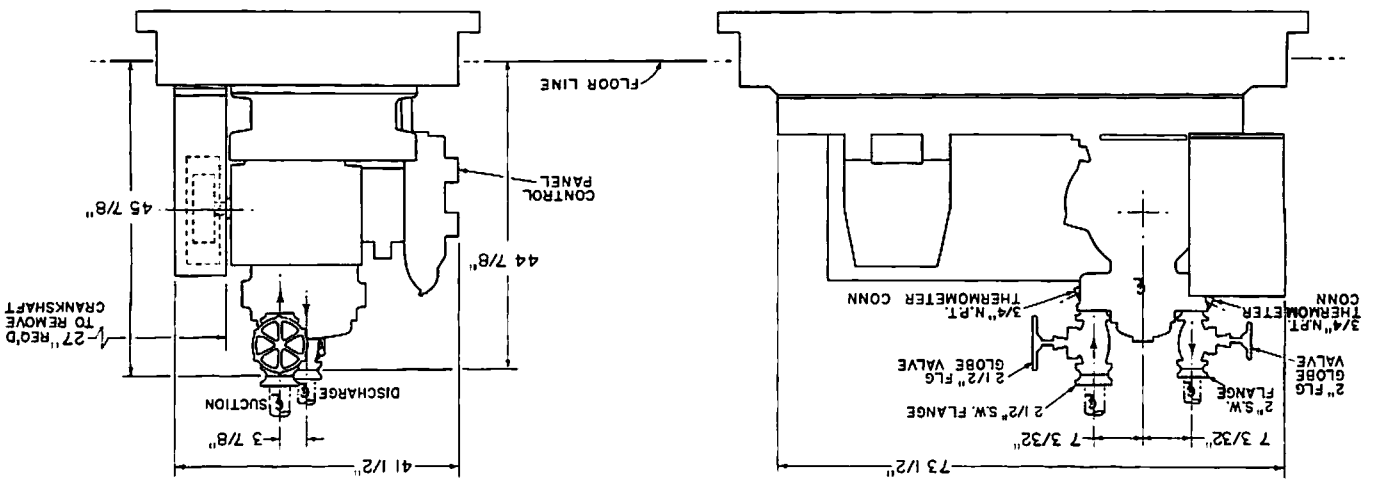 73 1/2"
7 3/32"
7 3/32"
2" S.W.
FLANGE
2" FLG
GLOBE
VALVE
2 1/2" S.W. FLANGE
2 1/2" FLG
GLOBE VALVE
3/4" N.P.T.
THERMOMETER
CONN
3/4" N.P.T.
THERMOMETER CONN
FLOOR LINE
41 1/2"
3 7/8"
DISCHARGE
SUCTION
27" REQ'D
TO REMOVE
CRANKSHAFT
44 7/8"
45 7/8"
CONTROL
PANEL